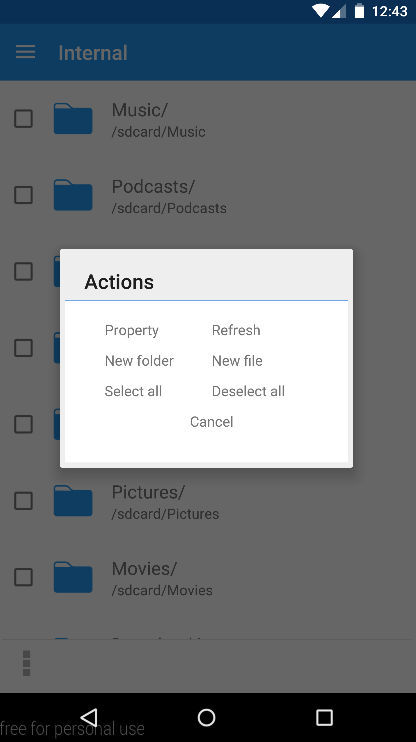 12:43
Internal
Music/
/sdcard/Music
Podcasts/
/sdcard/Podcasts
Actions
Property Refresh
New folder New file
Select all Deselect all
Cancel
Pictures/
/sdcard/Pictures
Movies/
/sdcard/Movies
free for personal use